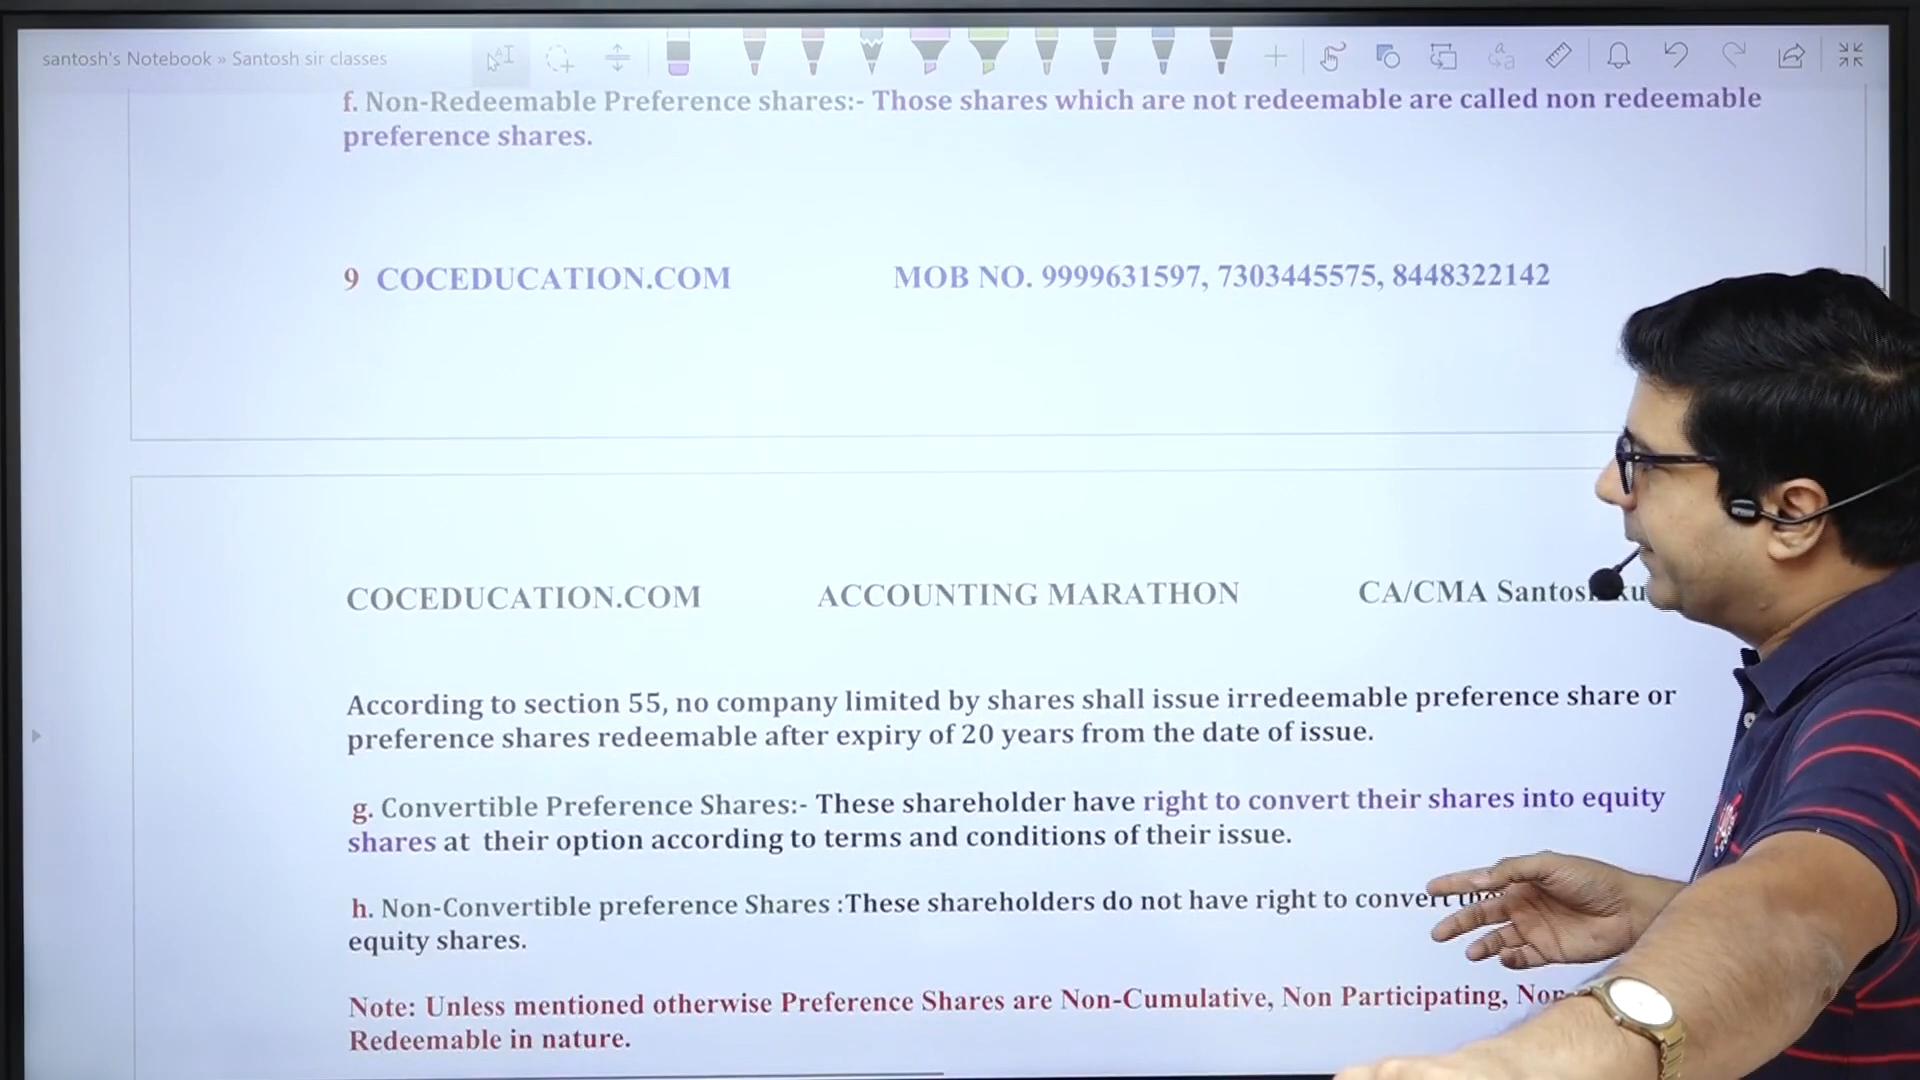 santosh's Notebook » Santosh sir classes
f. Non-Redeemable Preference shares:- Those shares which are not redeemable are called non redeemable
preference shares.
9 COCEDUCATION.COM MOB NO. 9999631597, 7303445575, 8448322142
COCEDUCATION.COM ACCOUNTING MARATHON CA/CMA Santosh ku
According to section 55, no company limited by shares shall issue irredeemable preference share or
preference shares redeemable after expiry of 20 years from the date of issue.
g. Convertible Preference Shares:- These shareholder have right to convert their shares into equity
shares at their option according to terms and conditions of their issue.
h. Non-Convertible preference Shares :These shareholders do not have right to convert
equity shares.
Note: Unless mentioned otherwise Preference Shares are Non-Cumulative, Non Participating, Non
Redeemable in nature.